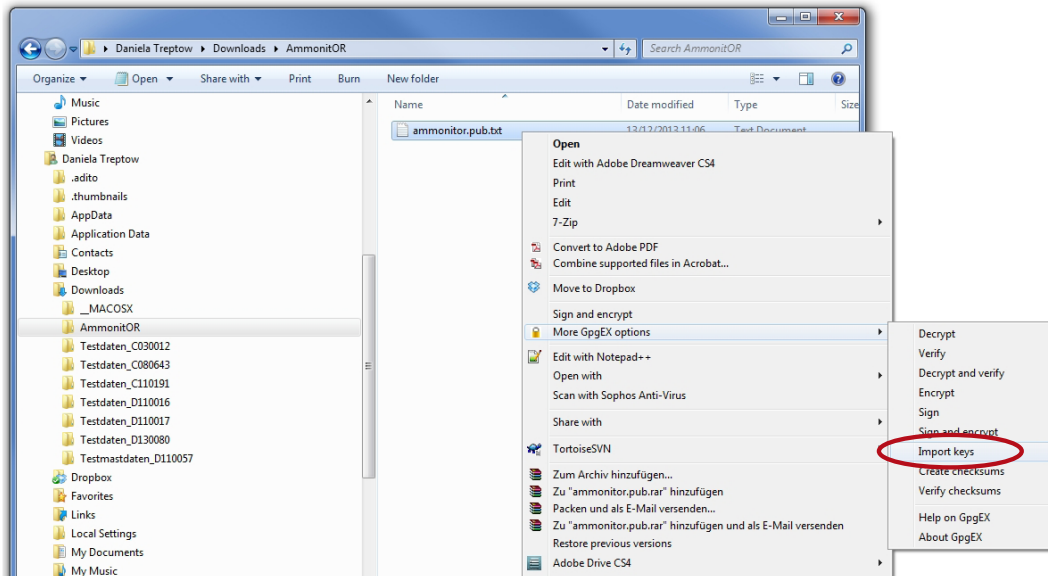 Daniela Treptow Downloads AmmonitOR
Search AmmonitOR
Organize Open Share with Print Burn New folder
Music
Pictures
Videos
Daniela Treptow
.adito
.thumbnails
AppData
Application Data
Contacts
Desktop
Downloads
__MACOSX
AmmonitOR
Testdaten_C030012
Testdaten_C080643
Testdaten_C110191
Testdaten_D110016
Testdaten_D110017
Testdaten_D130080
Testmastdaten_D110057
Dropbox
Favorites
Links
Local Settings
My Documents
My Music
Name Date modified Type Size
ammonitor.pub.txt 13/12/2013 11:06 Text Document
Open
Edit with Adobe Dreamweaver CS4
Print
Edit
7-Zip
Convert to Adobe PDF
Combine supported files in Acrobat...
Move to Dropbox
Sign and encrypt
More GpgEX options
Edit with Notepad++
Open with
Scan with Sophos Anti-Virus
Share with
TortoiseSVN
Zum Archiv hinzufügen...
Zu "ammonitor.pub.rar" hinzufügen
Packen und als E-Mail versenden...
Zu "ammonitor.pub.rar" hinzufügen und als E-Mail versenden
Restore previous versions
Adobe Drive CS4
Decrypt
Verify
Decrypt and verify
Encrypt
Sign
Sign and encrypt
Import keys
Create checksums
Verify checksums
Help on GpgEX
About GpgEX